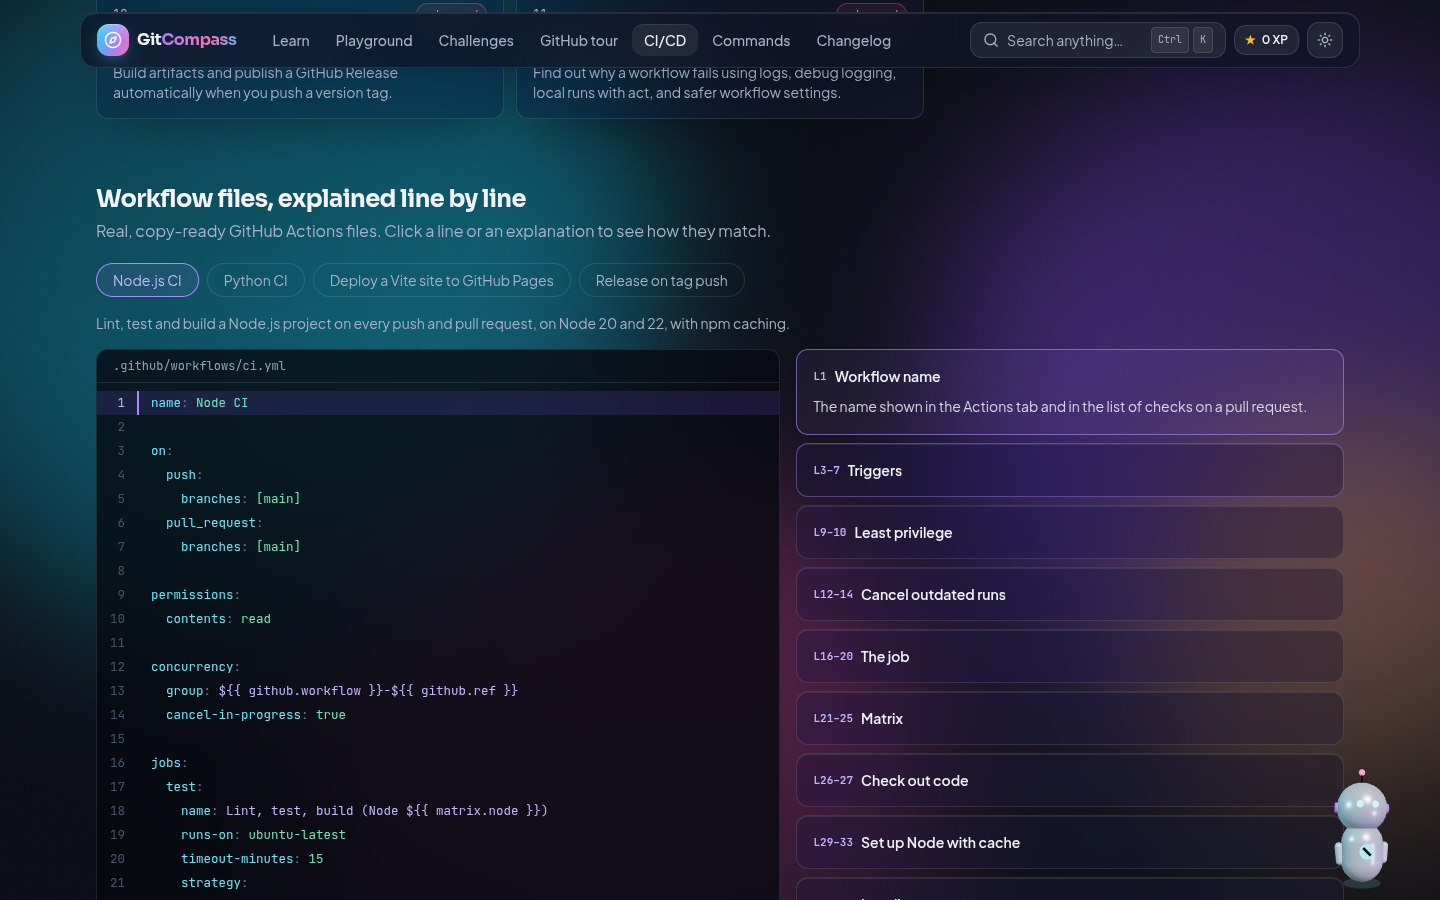 GitCompass
Learn
Playground
Challenges
GitHub tour
CI/CD
Commands
Changelog
Search anything...
Ctrl
K
0 XP
Build artifacts and publish a GitHub Release
automatically when you push a version tag.
Find out why a workflow fails using logs, debug logging,
local runs with act, and safer workflow settings.
Workflow files, explained line by line
Real, copy-ready GitHub Actions files. Click a line or an explanation to see how they match.
Node.js CI
Python CI
Deploy a Vite site to GitHub Pages
Release on tag push
Lint, test and build a Node.js project on every push and pull request, on Node 20 and 22, with npm caching.
.github/workflows/ci.yml
1 name: Node CI
2
3 on:
4 push:
5 branches: [main]
6 pull_request:
7 branches: [main]
8
9 permissions:
10 contents: read
11
12 concurrency:
13 group: ${{ github.workflow }}-${{ github.ref }}
14 cancel-in-progress: true
15
16 jobs:
17 test:
18 name: Lint, test, build (Node ${{ matrix.node }})
19 runs-on: ubuntu-latest
20 timeout-minutes: 15
21 strategy:
L1 Workflow name
The name shown in the Actions tab and in the list of checks on a pull request.
L3–7 Triggers
L9–10 Least privilege
L12–14 Cancel outdated runs
L16–20 The job
L21–25 Matrix
L26–27 Check out code
L29–33 Set up Node with cache